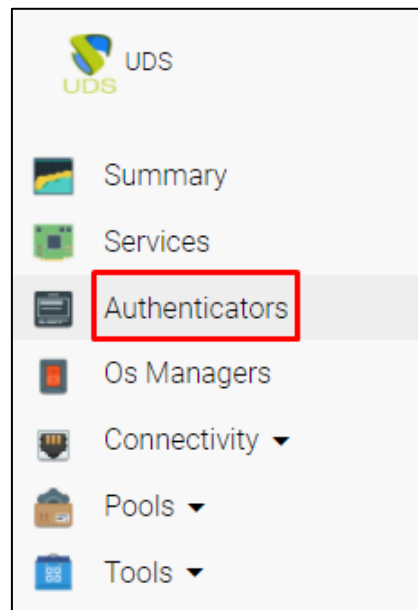 UDS
UDS
Summary
Services
Authenticators
Os Managers
Connectivity
Pools
Tools